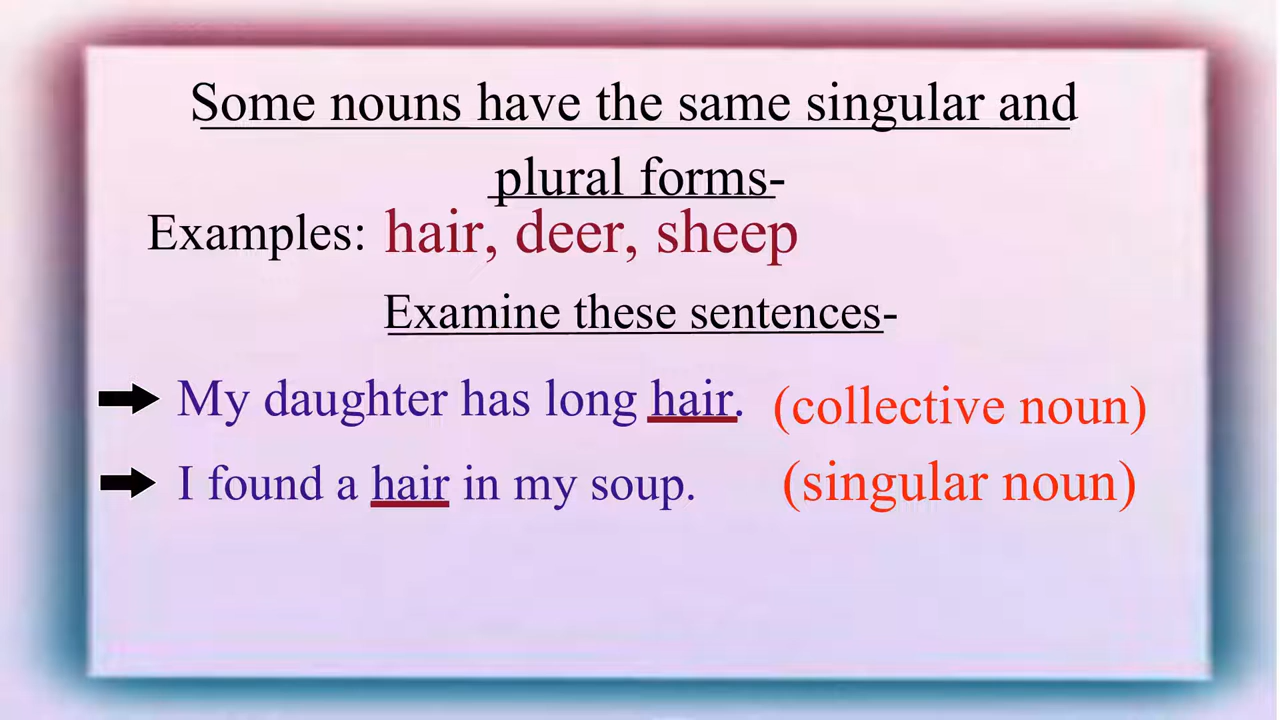 Some nouns have the same singular and
plural forms-
Examples: hair, deer, sheep
Examine these sentences-
My daughter has long hair. (collective noun)
I found a hair in my soup. (singular noun)